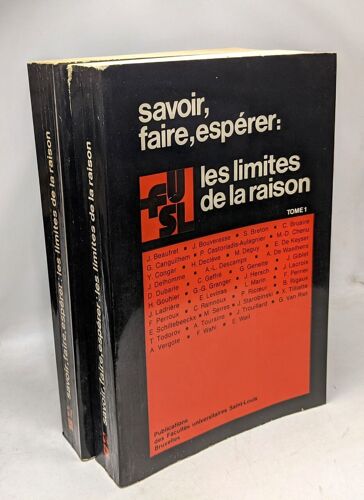 savoir,
faire, espérer:
les limites
de la raison
TOME 1
FUSL
J. Beaufret • J. Bouveresse • S. Breton • C. Bruaire
G. Canguilhem • P. Castoriadis-Aulagnier • M.-D. Chenu
Y. Congar • H. Declève • M. Deguy • E. De Keyser
J. Delhomme • A.-L. Descamps • A. De Waelhens
D. Dubarle • C. Geffré • G. Gerwitte • J. Giblet
H. Gouhier • G.-G. Granger • J. Hersch • J. Lacroix
J. Ladrière • E. Levinas • L. Marin • F. Perrier
F. Perroux • C. Ramnoux • P. Ricœur • B. Rigaux
E. Schillebeeckx • M. Serres • J. Starobinski • X. Tilliette
T. Todorov • A. Touraine • J. Trouillard • G. Van Riet
A. Vergote • F. Wahl • E. Weil
Publications
des Facultés universitaires Saint-Louis
Bruxelles
savoir, faire, espérer: les limites de la raison
savoir, faire, espérer: les limites de la raison